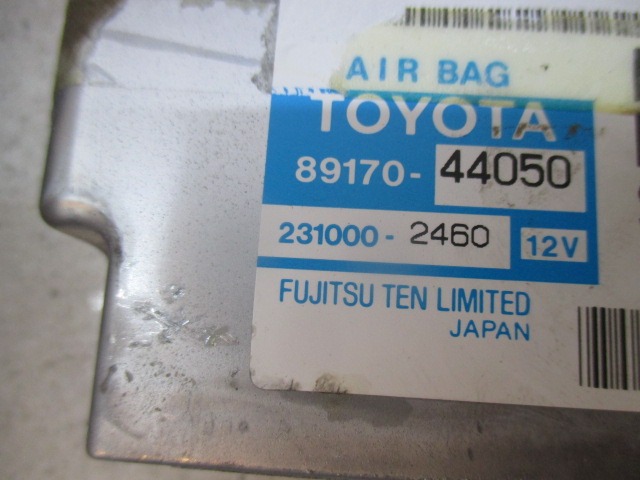 AIR BAG
TOYOTA
89170-44050
231000-2460 12V
FUJITSU TEN LIMITED
JAPAN